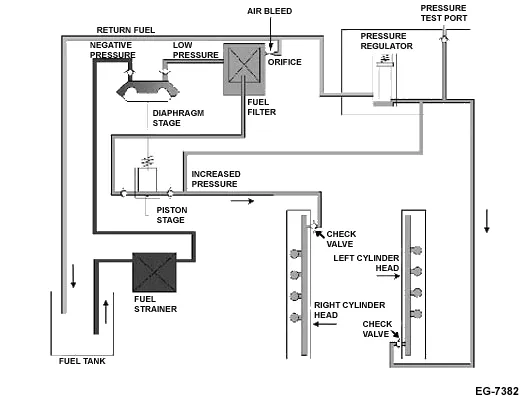 AIR BLEED
PRESSURE
TEST PORT
RETURN FUEL
NEGATIVE
PRESSURE
LOW
PRESSURE
PRESSURE
REGULATOR
ORIFICE
FUEL
FILTER
DIAPHRAGM
STAGE
INCREASED
PRESSURE
PISTON
STAGE
CHECK
VALVE
LEFT CYLINDER
HEAD
FUEL
STRAINER
RIGHT CYLINDER
HEAD
CHECK
VALVE
FUEL TANK
EG-7382